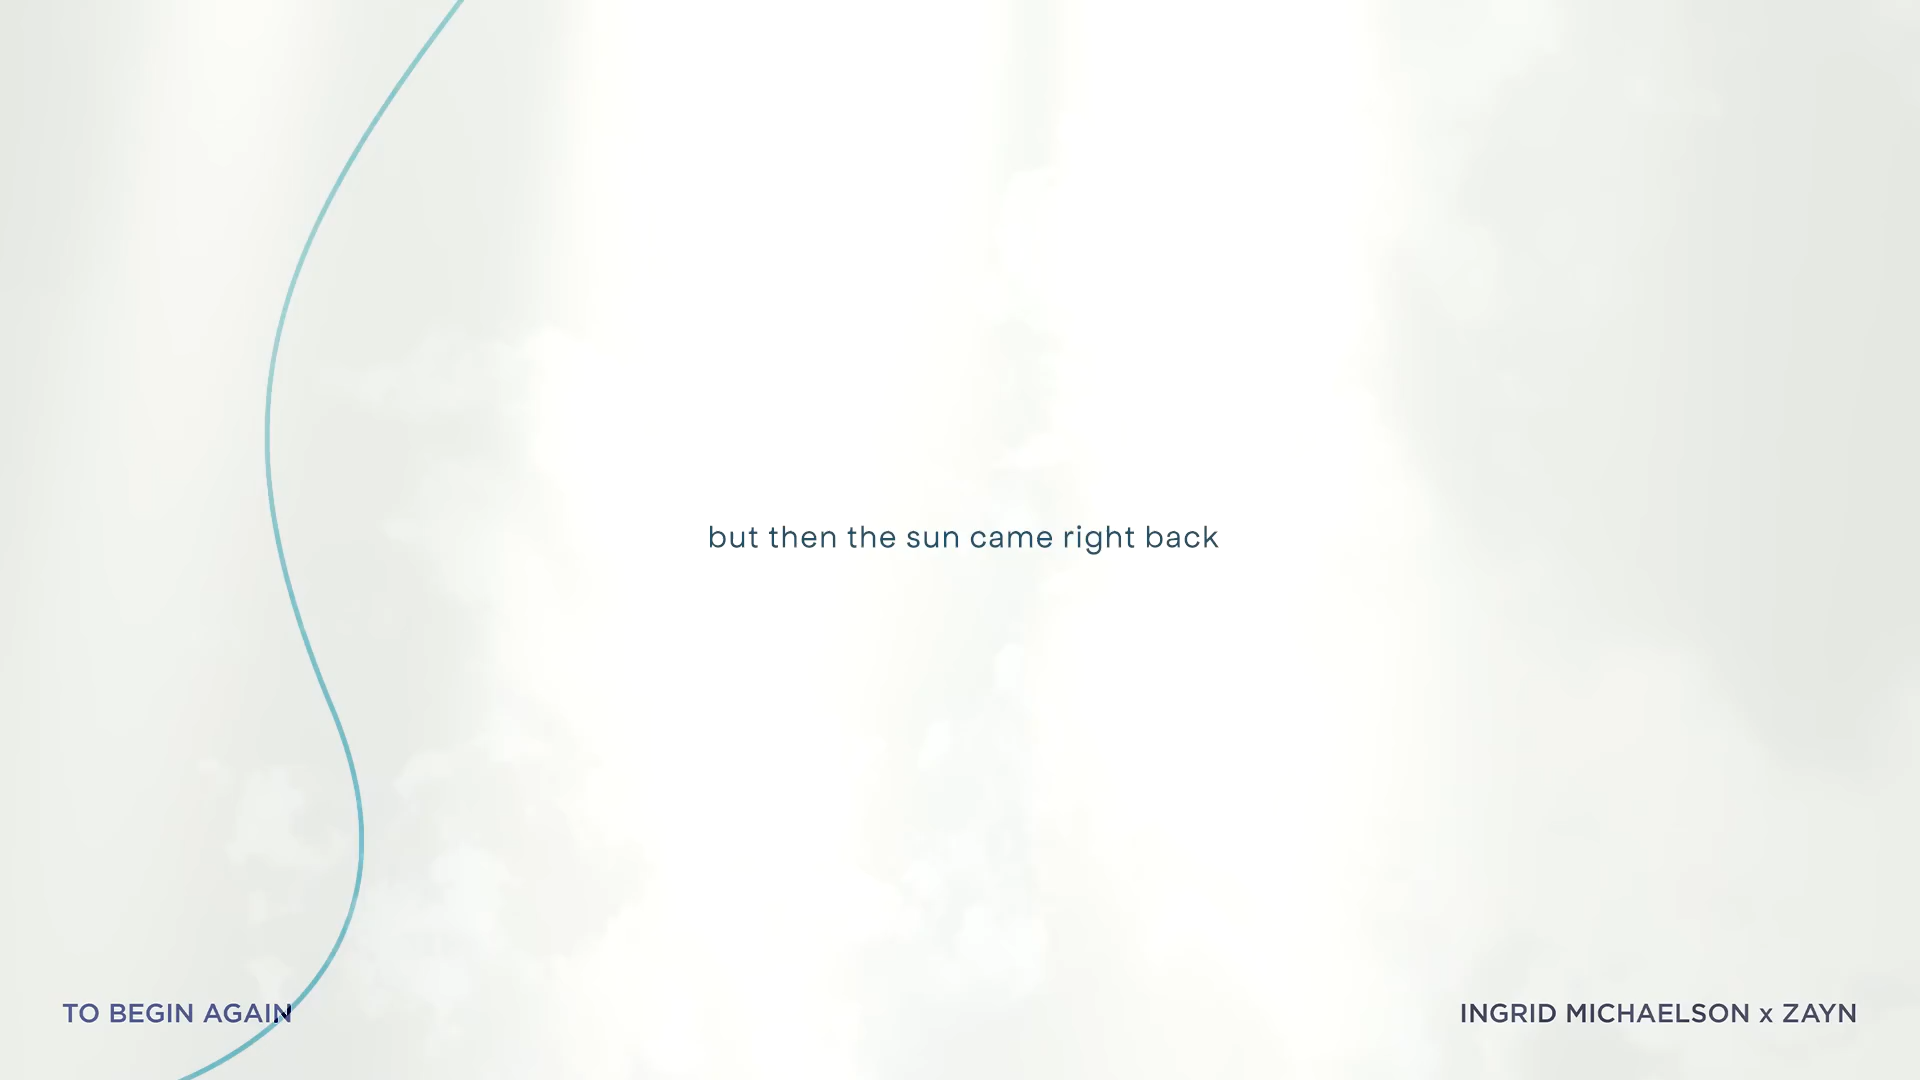 but then the sun came right back
TO BEGIN AGAIN
INGRID MICHAELSON x ZAYN